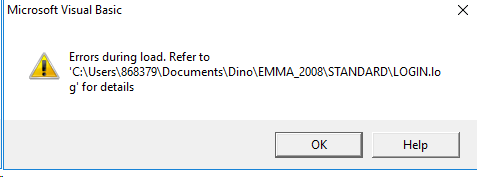 Microsoft Visual Basic
Errors during load. Refer to
'C:\Users\868379\Documents\Dino\EMMA_2008\STANDARD\LOGIN.lo
g' for details
OK
Help